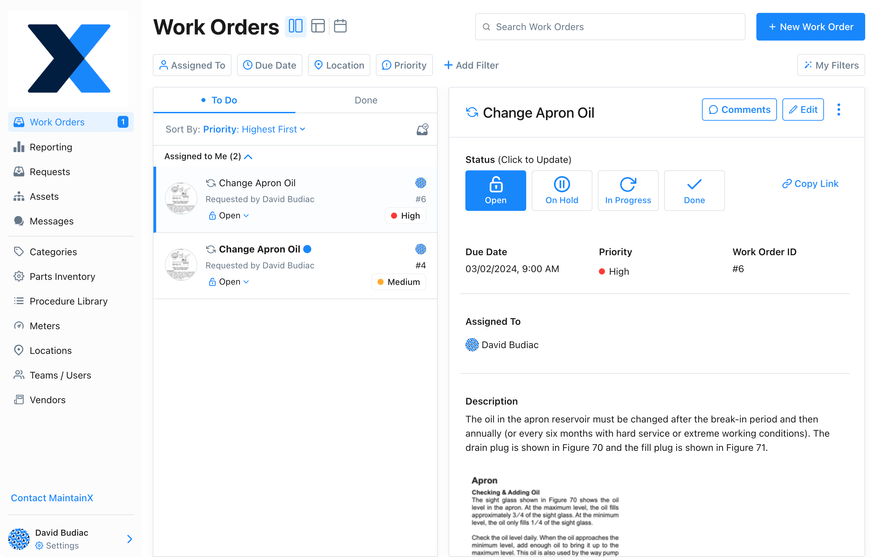 Work Orders
Search Work Orders
+ New Work Order
Assigned To
Due Date
Location
Priority
+ Add Filter
My Filters
Work Orders
1
Reporting
Requests
Assets
Messages
Categories
Parts Inventory
Procedure Library
Meters
Locations
Teams / Users
Vendors
Contact MaintainX
David Budiac
Settings
To Do
Done
Sort By: Priority: Highest First
Assigned to Me (2)
Change Apron Oil
Requested by David Budiac
#6
Open
High
Change Apron Oil
Requested by David Budiac
#4
Open
Medium
Change Apron Oil
Comments
Edit
Status (Click to Update)
Open
On Hold
In Progress
Done
Copy Link
Due Date
03/02/2024, 9:00 AM
Priority
High
Work Order ID
#6
Assigned To
David Budiac
Description
The oil in the apron reservoir must be changed after the break-in period and then
annually (or every six months with hard service or extreme working conditions). The
drain plug is shown in Figure 70 and the fill plug is shown in Figure 71.
Apron
Checking & Adding Oil
The sight glass shown in Figure 70 shows the oil
level in the apron. At the maximum level, the oil fills
approximately 3/4 of the sight glass. At the minimum
level, the oil only fills 1/4 of the sight glass.
Check the oil level daily. When the oil approaches the
minimum level, add enough oil to bring it up to the
maximum level. This oil is also used by the way pump